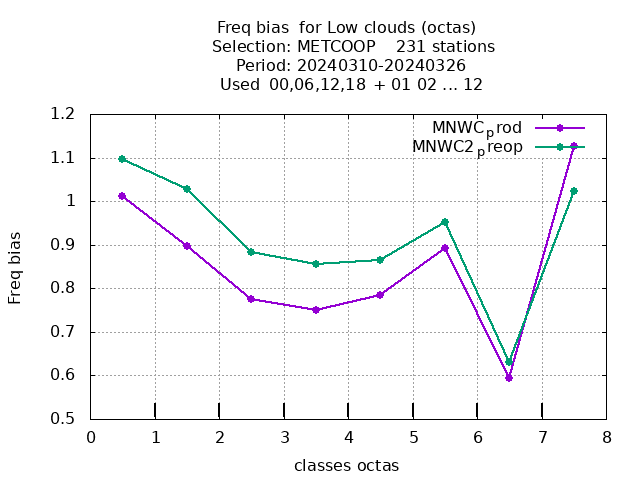 Freq bias  for Low clouds (octas)
Selection: METCOOP    231 stations
Period: 20240310-20240326
Used  00,06,12,18 + 01 02 ... 12
MNWC_prod
MNWC2_preop
1.2
1.1
1
0.9
0.8
0.7
0.6
0.5
Freq bias
0 1 2 3 4 5 6 7 8
classes octas